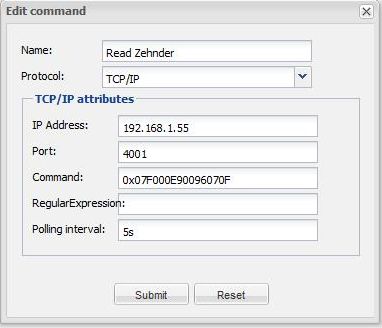 Edit command
Name: Read Zehnder
Protocol: TCP/IP
TCP/IP attributes
IP Address: 192.168.1.55
Port: 4001
Command: 0x07F000E90096070F
RegularExpression:
Polling interval: 5s
Submit Reset